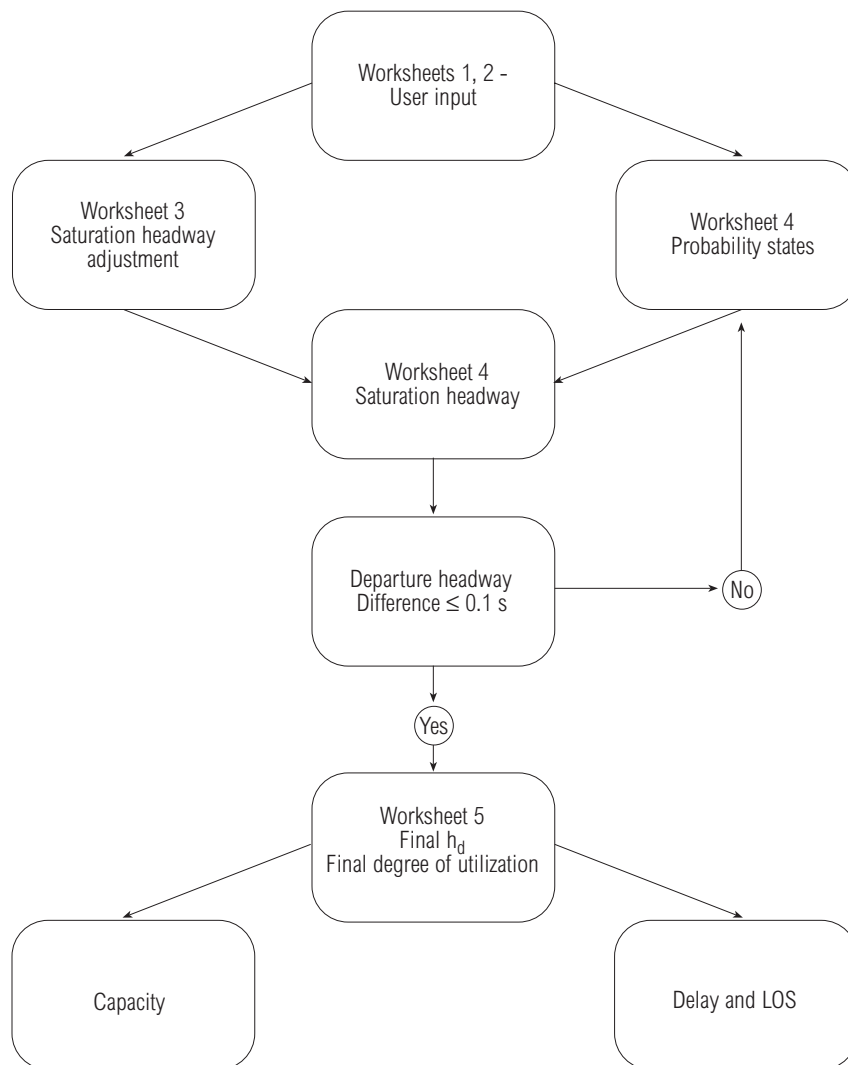 Worksheets 1, 2 -
User input
Worksheet 3
Saturation headway
adjustment
Worksheet 4
Probability states
Worksheet 4
Saturation headway
Departure headway
Difference ≤ 0.1 s
No
Yes
Worksheet 5
Final h_d
Final degree of utilization
Capacity
Delay and LOS